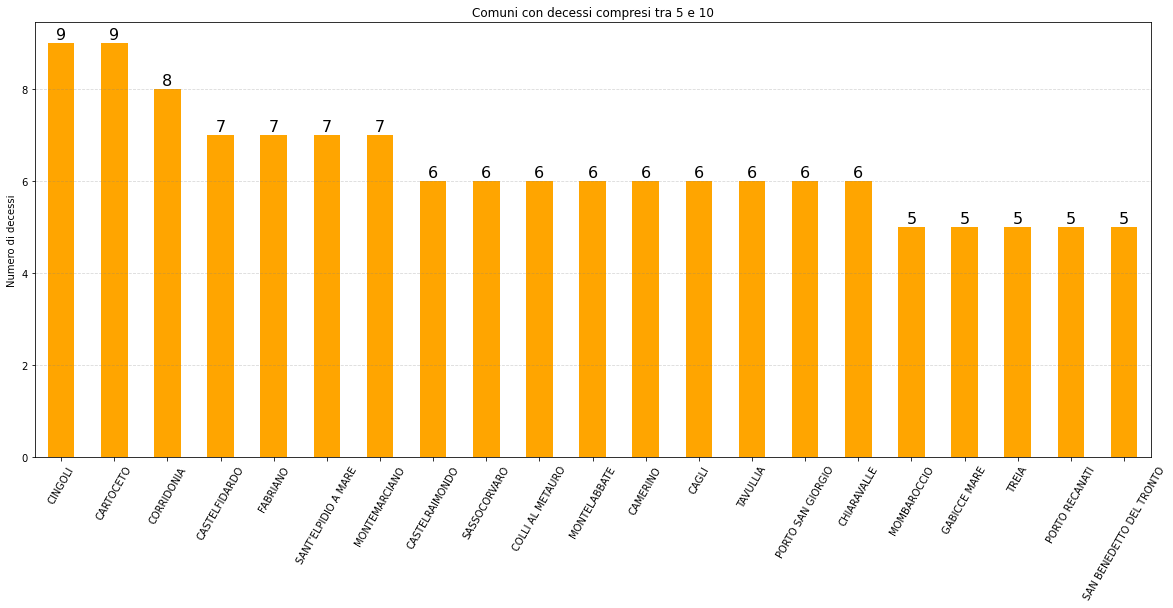 Comuni con decessi compresi tra 5 e 10
Numero di decessi
8
6
4
2
0
9
9
8
7
7
7
7
6
6
6
6
6
6
6
6
6
5
5
5
5
5
CINGOLI
CARTOCETO
CORRIDONIA
CASTELFIDARDO
FABRIANO
SANT'ELPIDIO A MARE
MONTEMARCIANO
CASTELRAIMONDO
SASSOCORVARO
COLLI AL METAURO
MONTELABBATE
CAMERINO
CAGLI
TAVULLIA
PORTO SAN GIORGIO
CHIARAVALLE
MOMBAROCCIO
GABICCE MARE
TREIA
PORTO RECANATI
SAN BENEDETTO DEL TRONTO